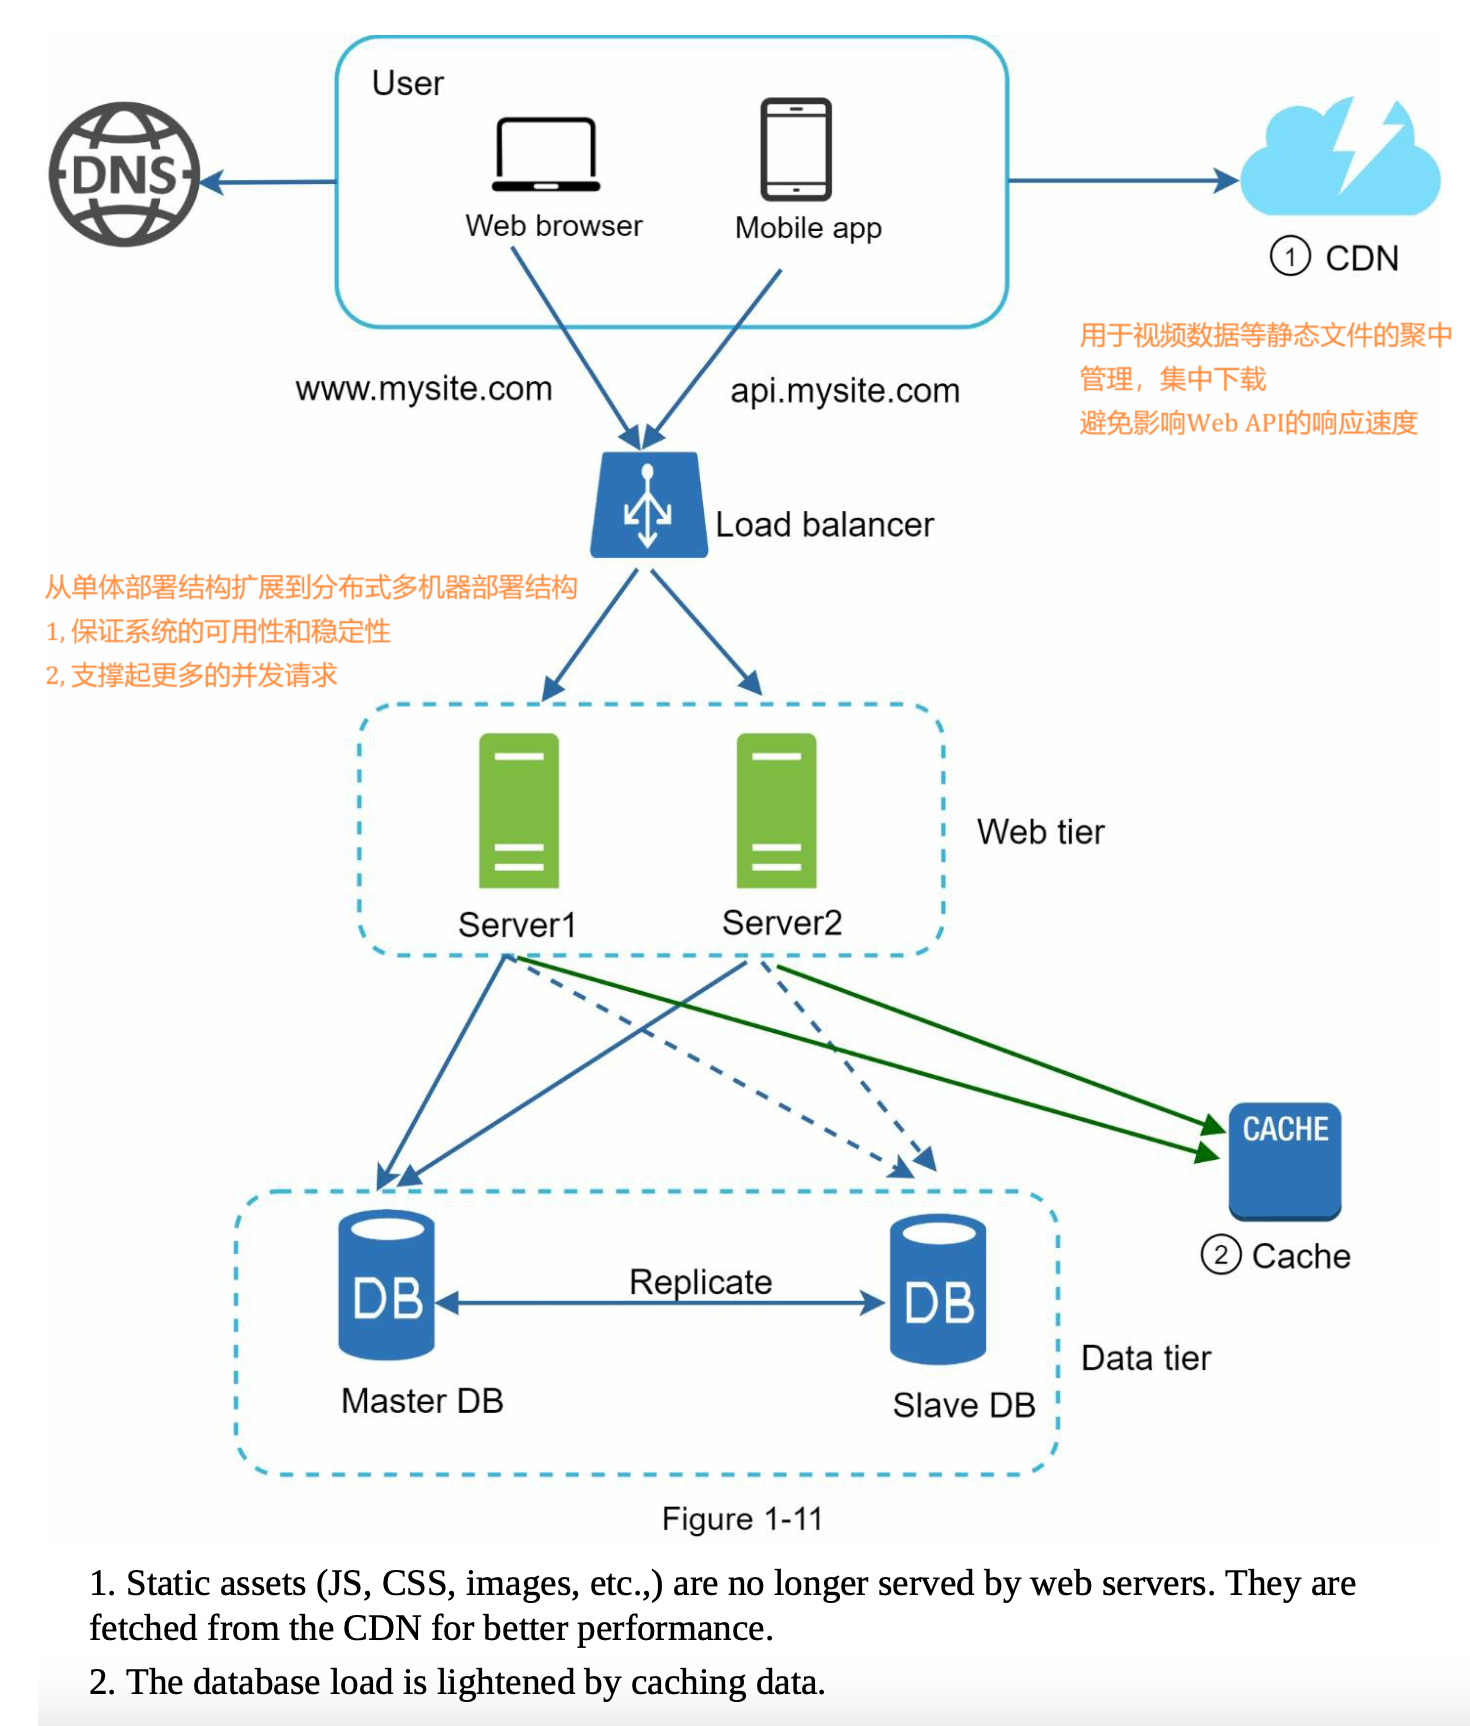 User
DNS
Web browser
Mobile app
① CDN
用于视频数据等静态文件的聚中
管理，集中下载
避免影响Web API的响应速度
www.mysite.com
api.mysite.com
Load balancer
从单体部署结构扩展到分布式多机器部署结构
1, 保证系统的可用性和稳定性
2, 支撑起更多的并发请求
Web tier
Server1
Server2
CACHE
② Cache
DB
Replicate
DB
Data tier
Master DB
Slave DB
Figure 1-11
1. Static assets (JS, CSS, images, etc.,) are no longer served by web servers. They are
fetched from the CDN for better performance.
2. The database load is lightened by caching data.